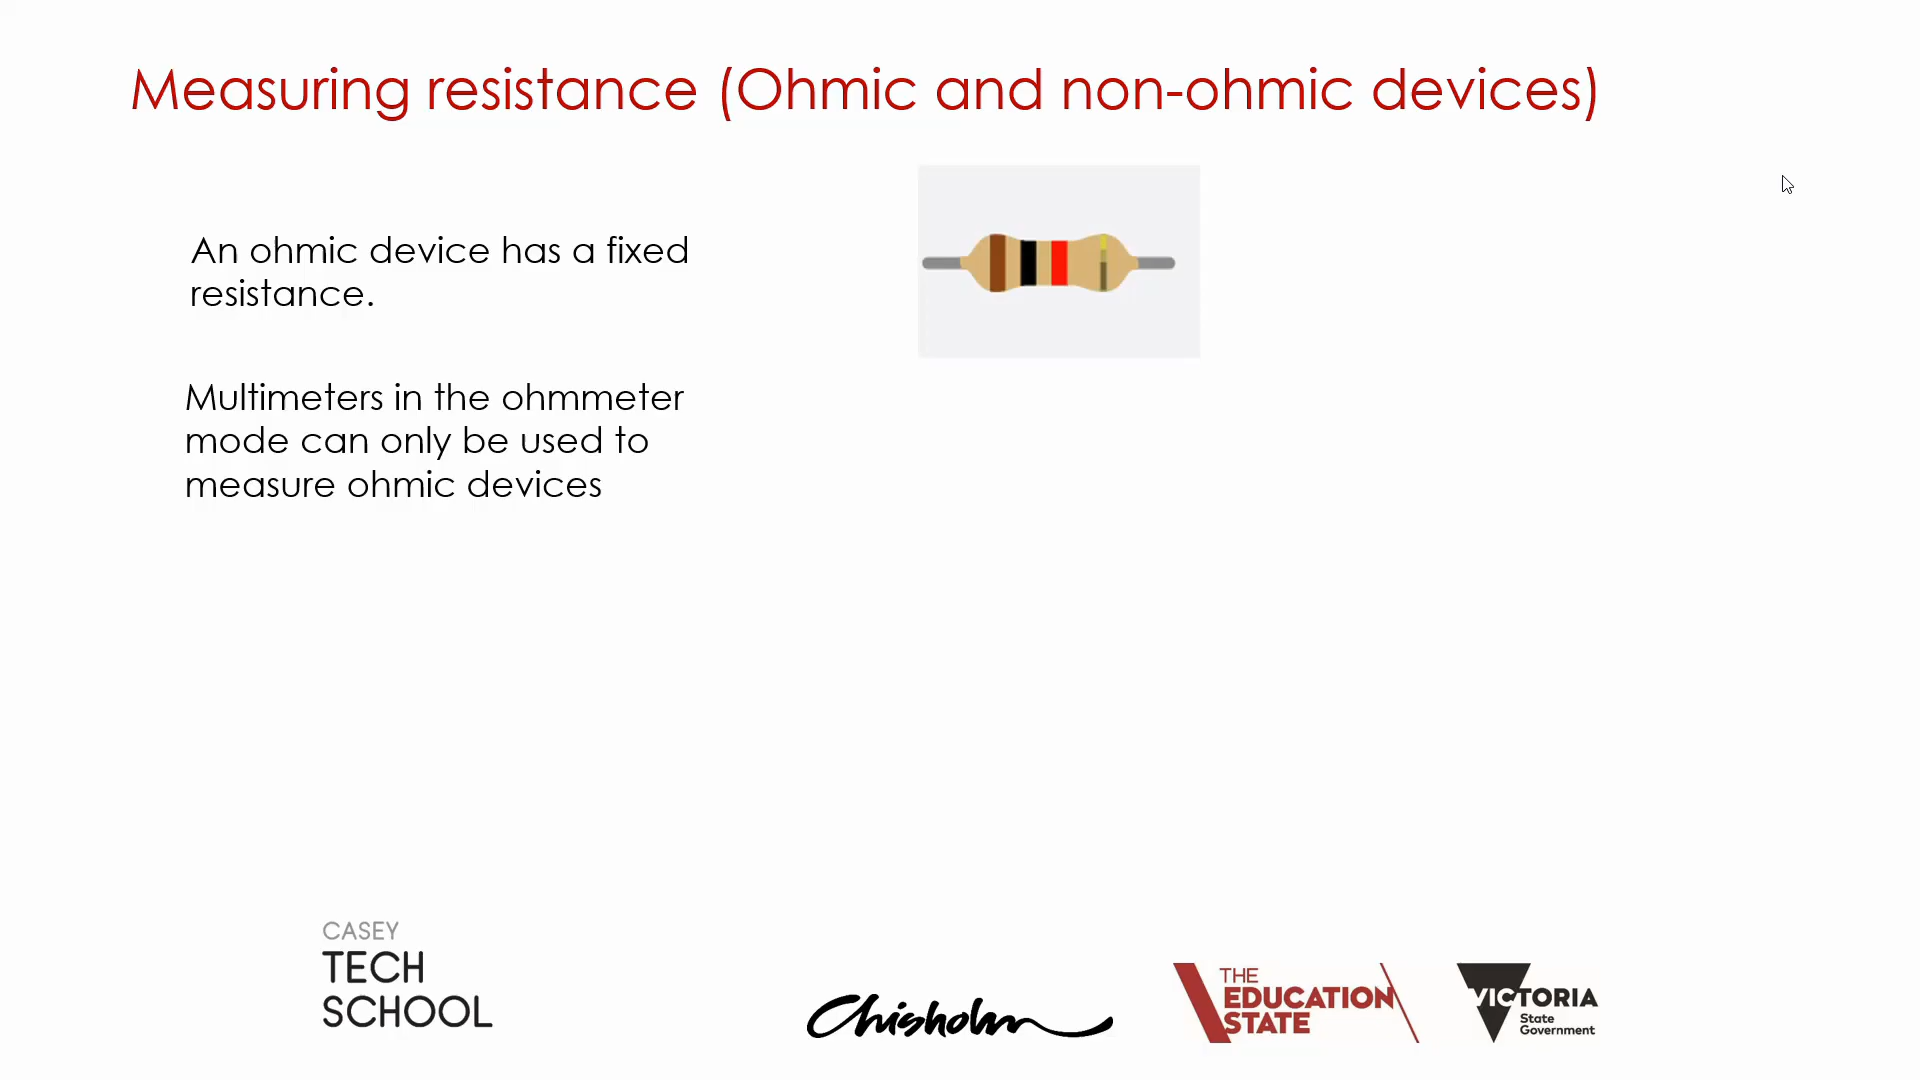 Measuring resistance (Ohmic and non-ohmic devices)
An ohmic device has a fixed
resistance.
Multimeters in the ohmmeter
mode can only be used to
measure ohmic devices
CASEY
TECH
SCHOOL
Chisholm
THE
EDUCATION
STATE
VICTORIA
State
Government